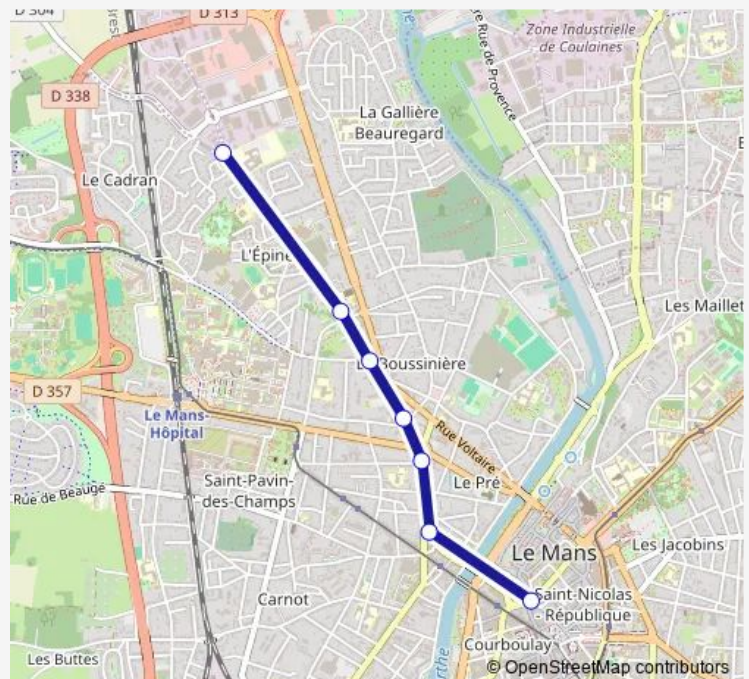 D 304
Brest
D 313
Zone Industrielle
de Coulaines
Rue de Provence
D 338
La Gallière
Beauregard
Le Cadran
L'Épine
Les Maillet
Boussinière
D 357
Le Mans-
Hôpital
Rue Voltaire
Saint-Pavin-
des-Champs
Le Pré
Rue de Beaugé
Le Mans
Les Jacobins
Saint-Nicolas
- République
Carnot
Courboulay
Les Buttes
rthe
© OpenStreetMap contributors